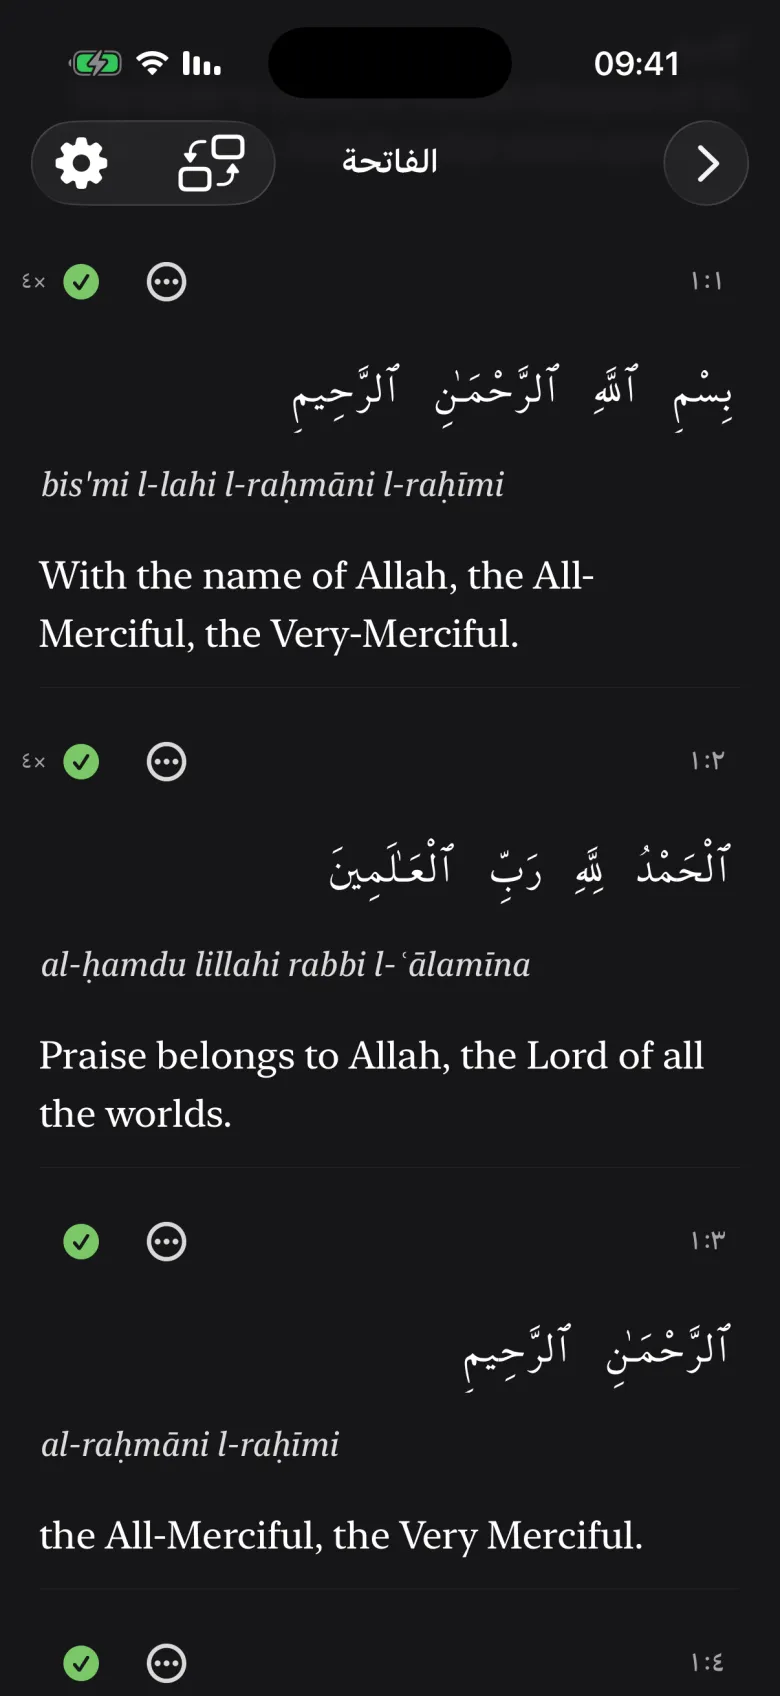 09:41
الفاتحة
٤×
١:١
بِسْمِ ٱللَّهِ ٱلرَّحْمَـٰنِ ٱلرَّحِيمِ
bis'mi l-lahi l-raḥmāni l-raḥīmi
With the name of Allah, the All-
Merciful, the Very-Merciful.
٤×
١:٢
ٱلْحَمْدُ لِلَّهِ رَبِّ ٱلْعَـٰلَمِينَ
al-ḥamdu lillahi rabbi l-ʿālamīna
Praise belongs to Allah, the Lord of all
the worlds.
١:٣
ٱلرَّحْمَـٰنِ ٱلرَّحِيمِ
al-raḥmāni l-raḥīmi
the All-Merciful, the Very Merciful.
١:٤